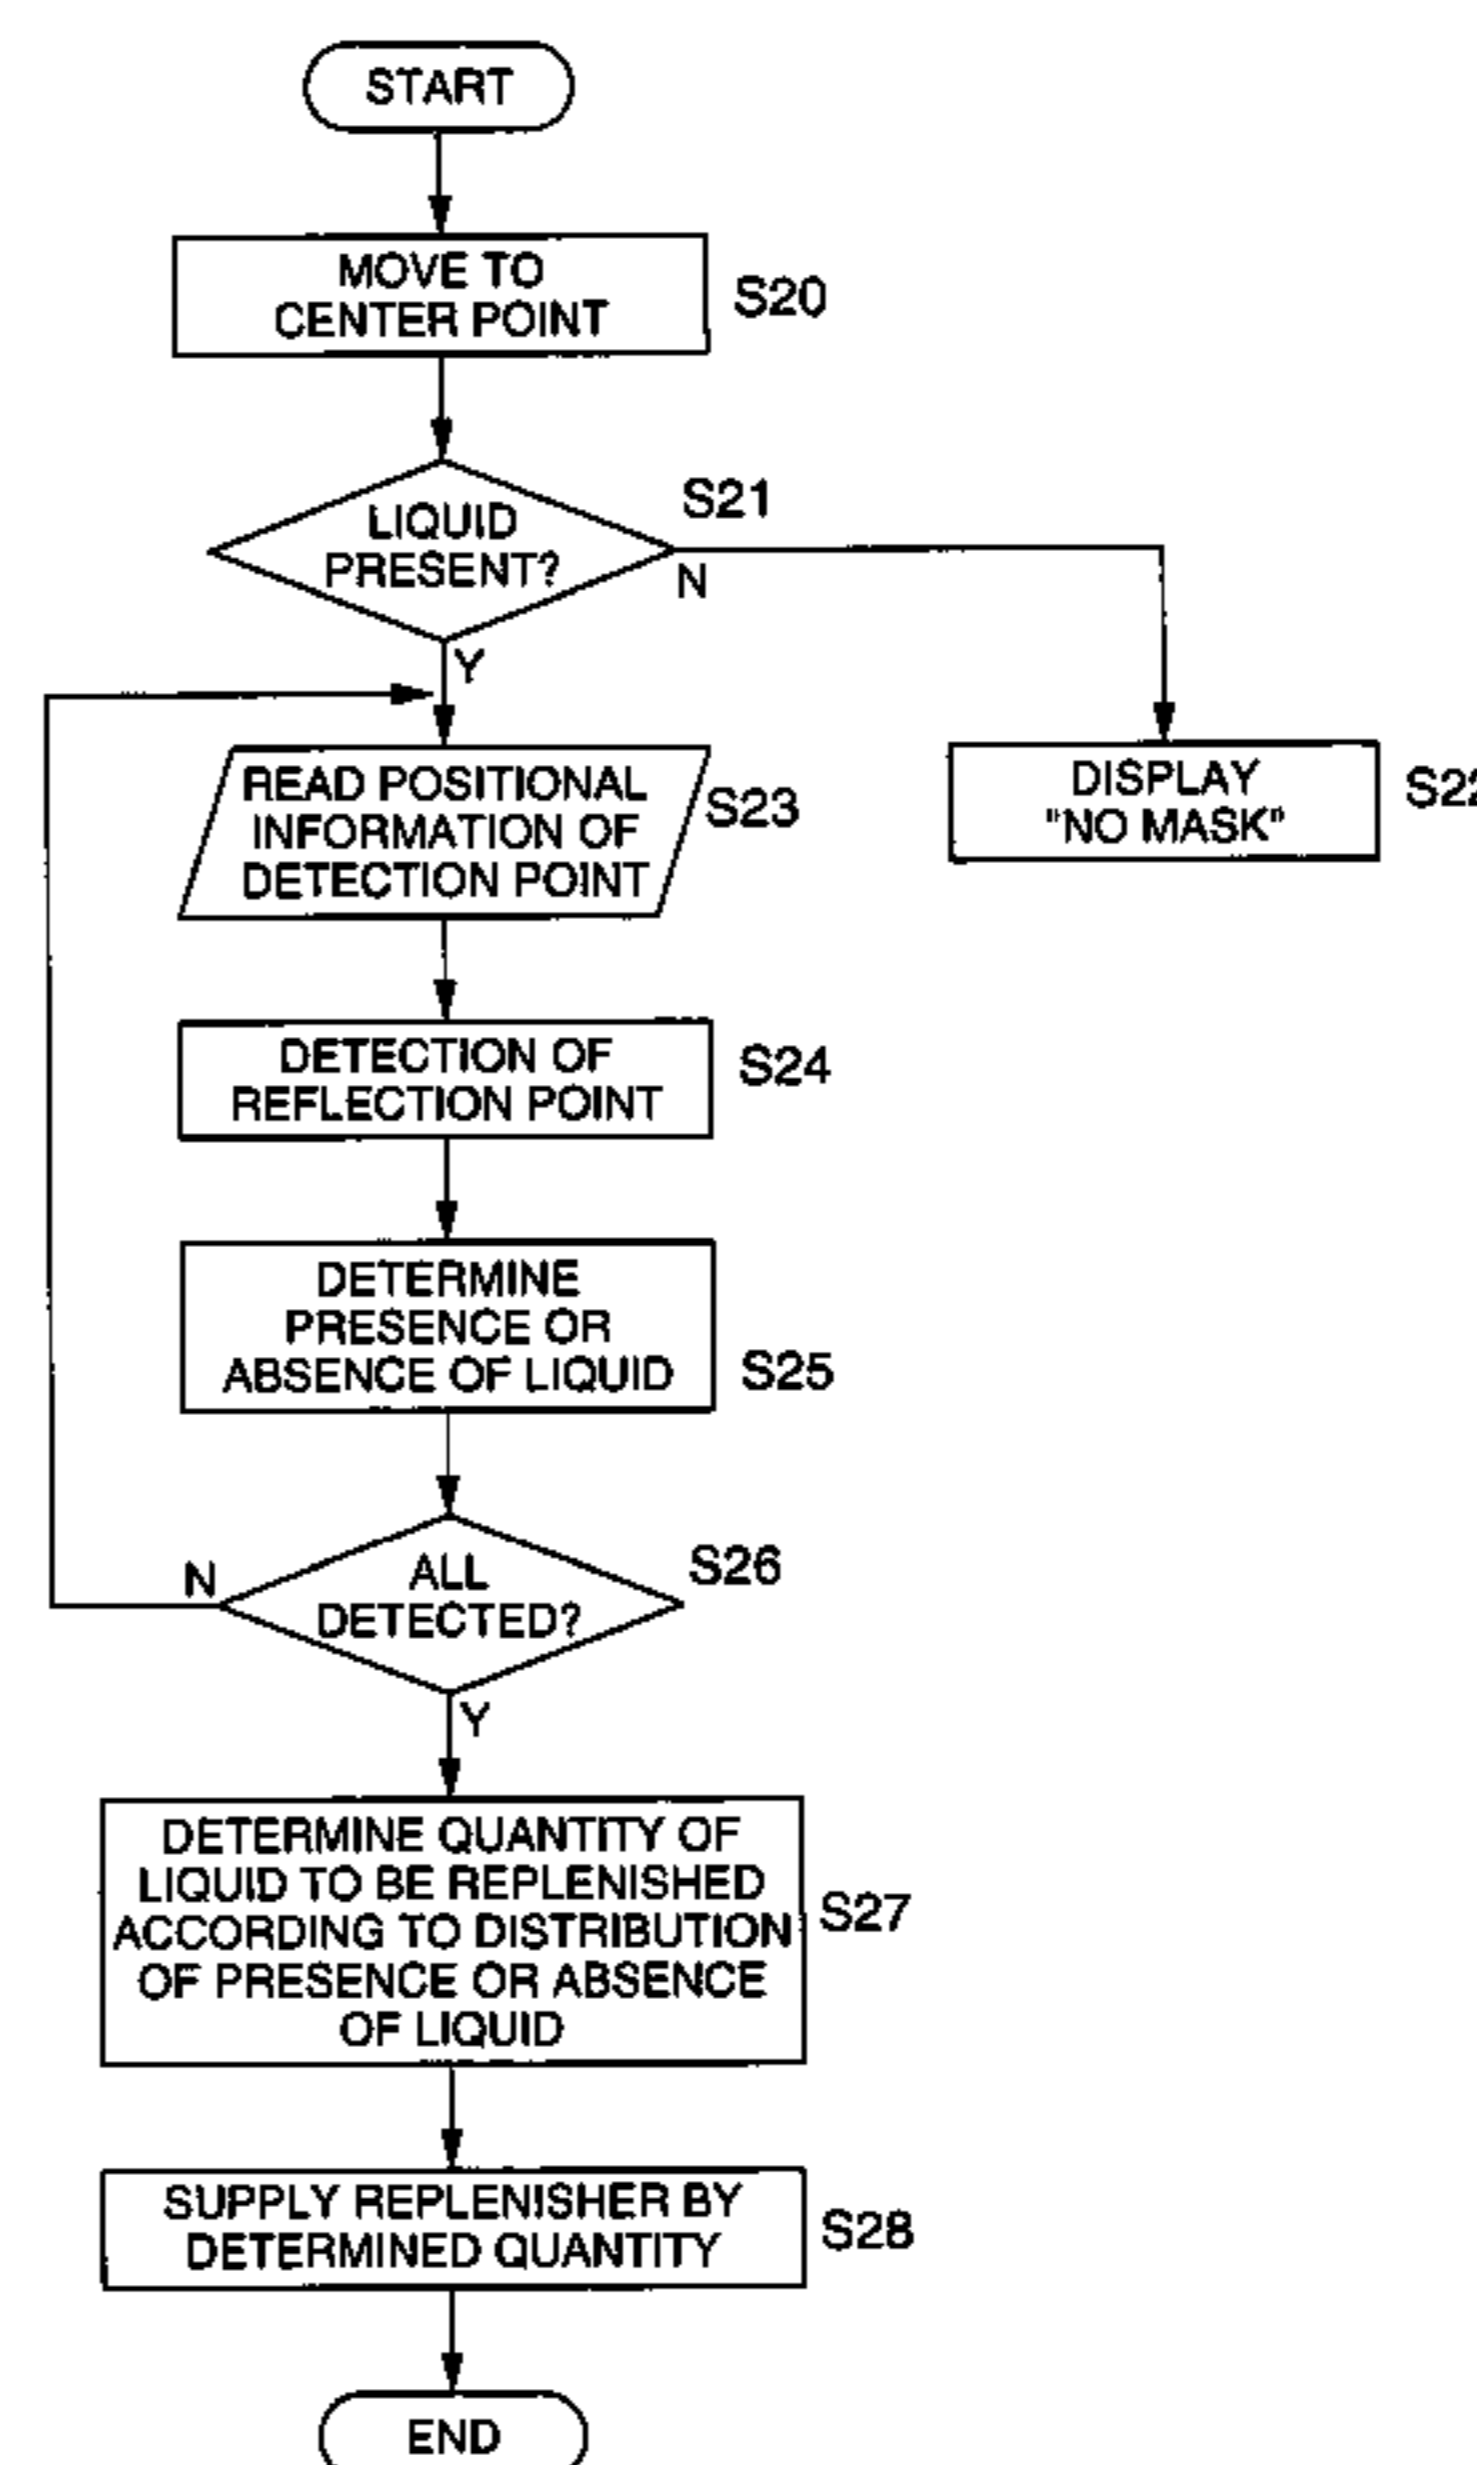 START
MOVE TO
CENTER POINT
S20
LIQUID
PRESENT?
S21
N
Y
READ POSITIONAL
INFORMATION OF
DETECTION POINT
S23
DISPLAY
"NO MASK"
S22
DETECTION OF
REFLECTION POINT
S24
DETERMINE
PRESENCE OR
ABSENCE OF LIQUID
S25
ALL
DETECTED?
S26
N
Y
DETERMINE QUANTITY OF
LIQUID TO BE REPLENISHED
ACCORDING TO DISTRIBUTION
OF PRESENCE OR ABSENCE
OF LIQUID
S27
SUPPLY REPLENISHER BY
DETERMINED QUANTITY
S28
END